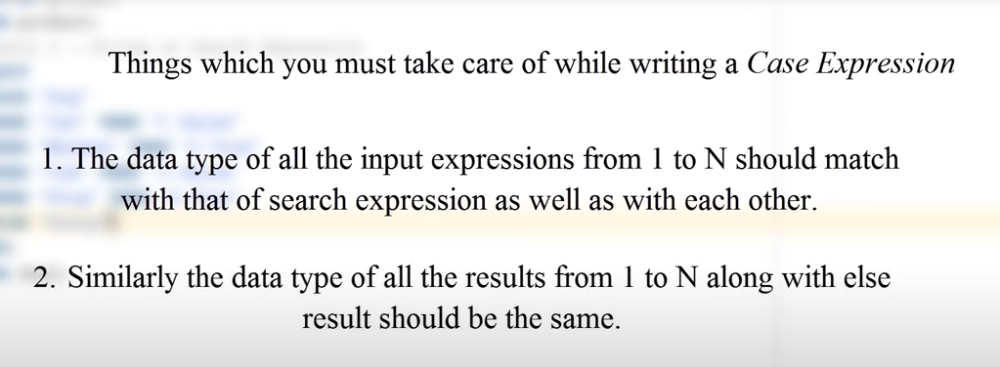 Things which you must take care of while writing a Case Expression
1. The data type of all the input expressions from 1 to N should match
with that of search expression as well as with each other.
2. Similarly the data type of all the results from 1 to N along with else
result should be the same.